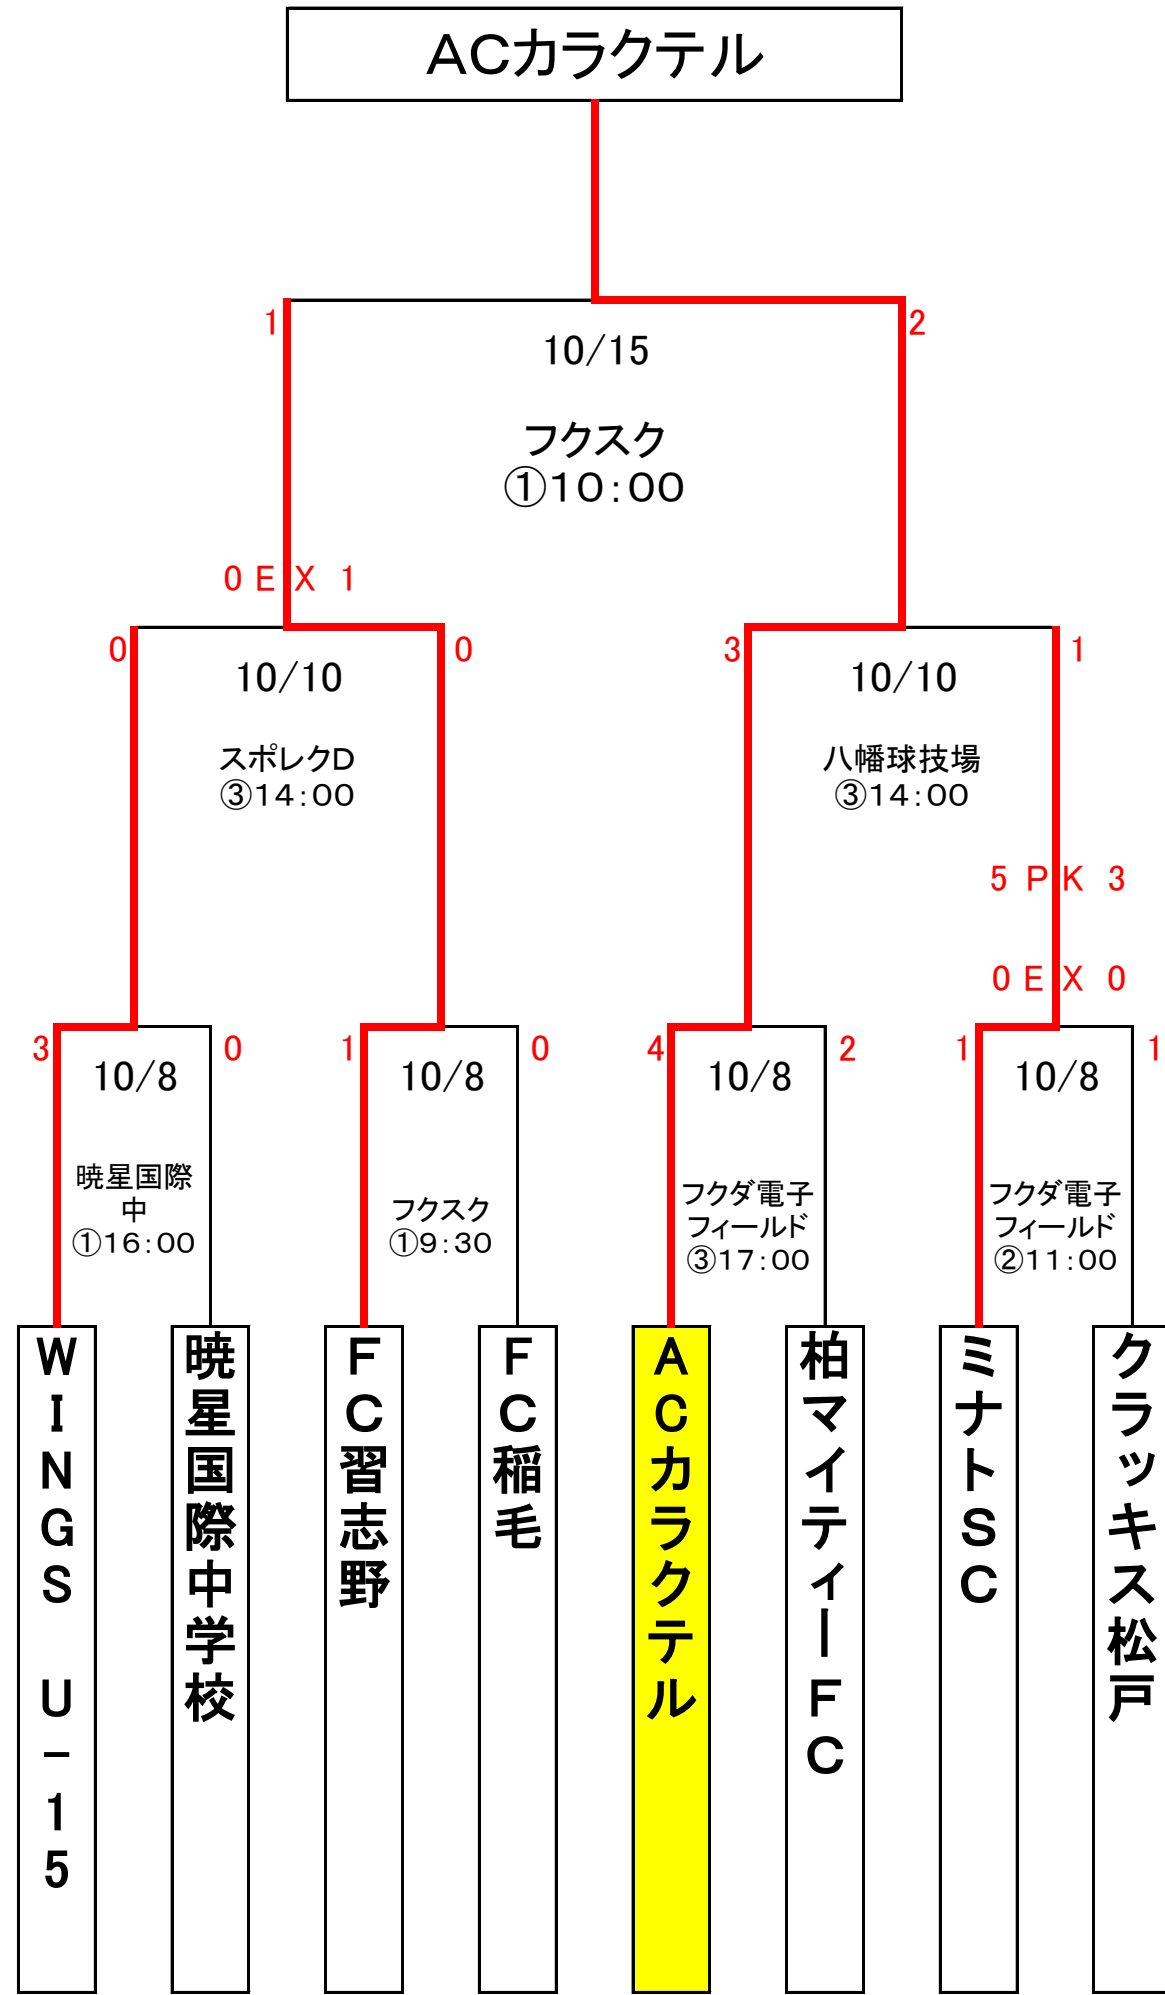 ACカラクテル
1
2
10/15
フクスク
①10:00
0 E X 1
0
0
3
1
10/10
10/10
スポレクD
③14:00
八幡球技場
③14:00
5 P K 3
0 E X 0
3
0
1
0
4
2
1
1
10/8
10/8
10/8
10/8
暁星国際
中
①16:00
フクスク
①9:30
フクダ電子
フィールド
③17:00
フクダ電子
フィールド
②11:00
WINGS U-15
暁星国際中学校
FC習志野
FC稲毛
ACカラクテル
柏マイティーFC
ミナトSC
クラッキス松戸